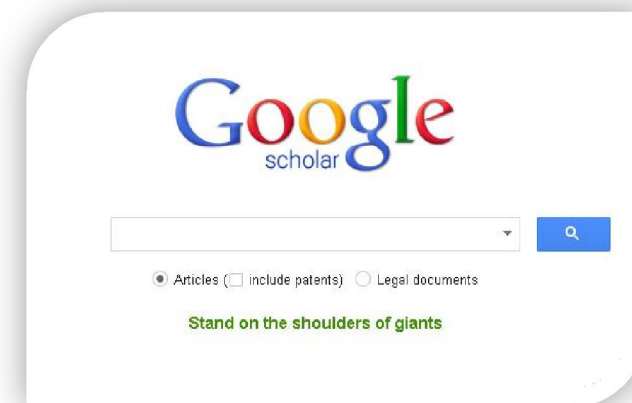 Google
scholar
Articles ( include patents) Legal documents
Stand on the shoulders of giants